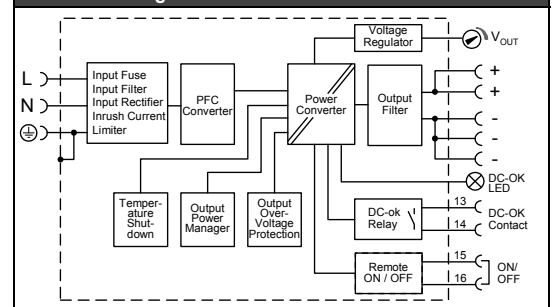 Voltage
Regulator
VOUT
L
N
Input Fuse
Input Filter
Input Rectifier
Inrush Current
Limiter
PFC
Converter
Power
Converter
Output
Filter
+
+
-
-
-
DC-OK
LED
Temper-
ature
Shut-
down
Output
Power
Manager
Output
Over-
Voltage
Protection
DC-ok
Relay
13
14
DC-OK
Contact
Remote
ON / OFF
15
16
ON/
OFF